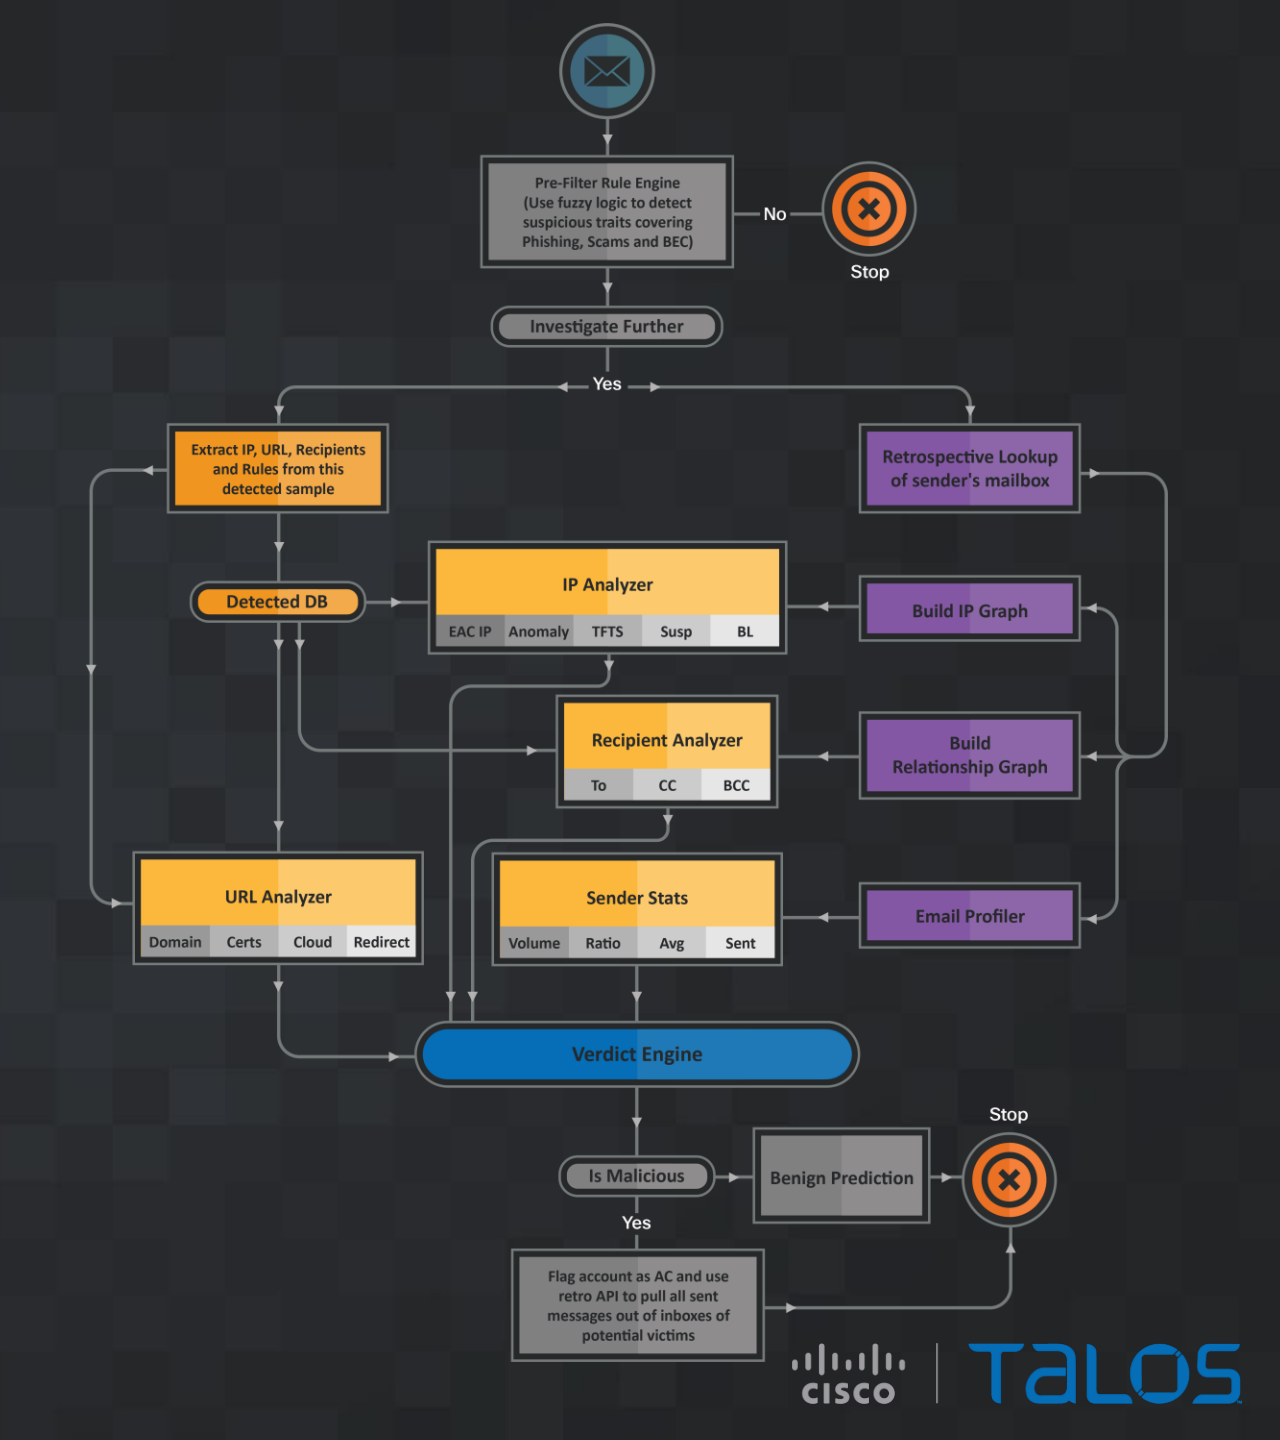 Pre-Filter Rule Engine
(Use fuzzy logic to detect
suspicious traits covering
Phishing, Scams and BEC)
No
Stop
Investigate Further
Yes
Extract IP, URL, Recipients
and Rules from this
detected sample
Retrospective Lookup
of sender's mailbox
Detected DB
IP Analyzer
EAC IP Anomaly TFTS Susp BL
Build IP Graph
Recipient Analyzer
To CC BCC
Build
Relationship Graph
URL Analyzer
Domain Certs Cloud Redirect
Sender Stats
Volume Ratio Avg Sent
Email Profiler
Verdict Engine
Stop
Is Malicious
Benign Prediction
Yes
Flag account as AC and use
retro API to pull all sent
messages out of inboxes of
potential victims
CISCO
TALOS